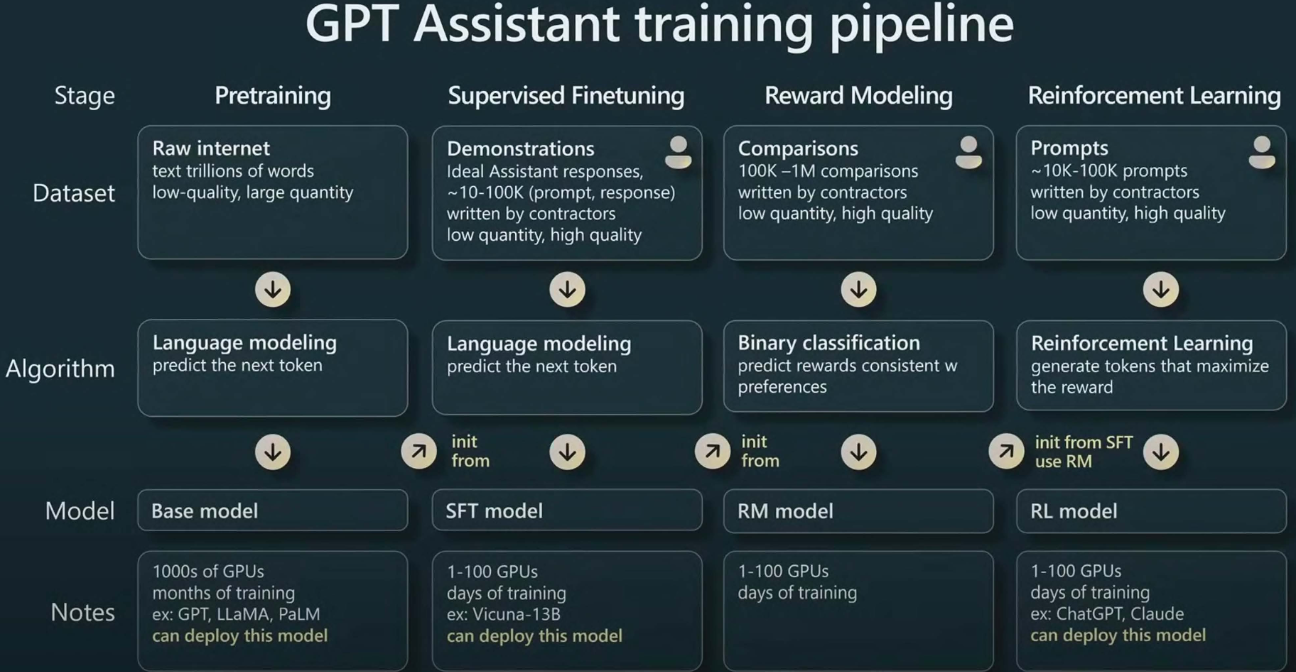 GPT Assistant training pipeline
Stage
Pretraining
Supervised Finetuning
Reward Modeling
Reinforcement Learning
Dataset
Raw internet
text trillions of words
low-quality, large quantity
Demonstrations
Ideal Assistant responses,
~10-100K (prompt, response)
written by contractors
low quantity, high quality
Comparisons
100K –1M comparisons
written by contractors
low quantity, high quality
Prompts
~10K-100K prompts
written by contractors
low quantity, high quality
Algorithm
Language modeling
predict the next token
Language modeling
predict the next token
Binary classification
predict rewards consistent w
preferences
Reinforcement Learning
generate tokens that maximize
the reward
init
from
init
from
init from SFT
use RM
Model
Base model
SFT model
RM model
RL model
Notes
1000s of GPUs
months of training
ex: GPT, LLaMA, PaLM
can deploy this model
1-100 GPUs
days of training
ex: Vicuna-13B
can deploy this model
1-100 GPUs
days of training
1-100 GPUs
days of training
ex: ChatGPT, Claude
can deploy this model